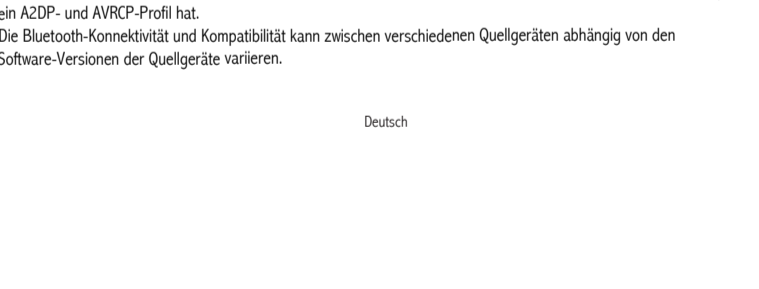 ein A2DP- und AVRCP-Profil hat.
Die Bluetooth-Konnektivität und Kompatibilität kann zwischen verschiedenen Quellgeräten abhängig von den
Software-Versionen der Quellgeräte variieren.
Deutsch